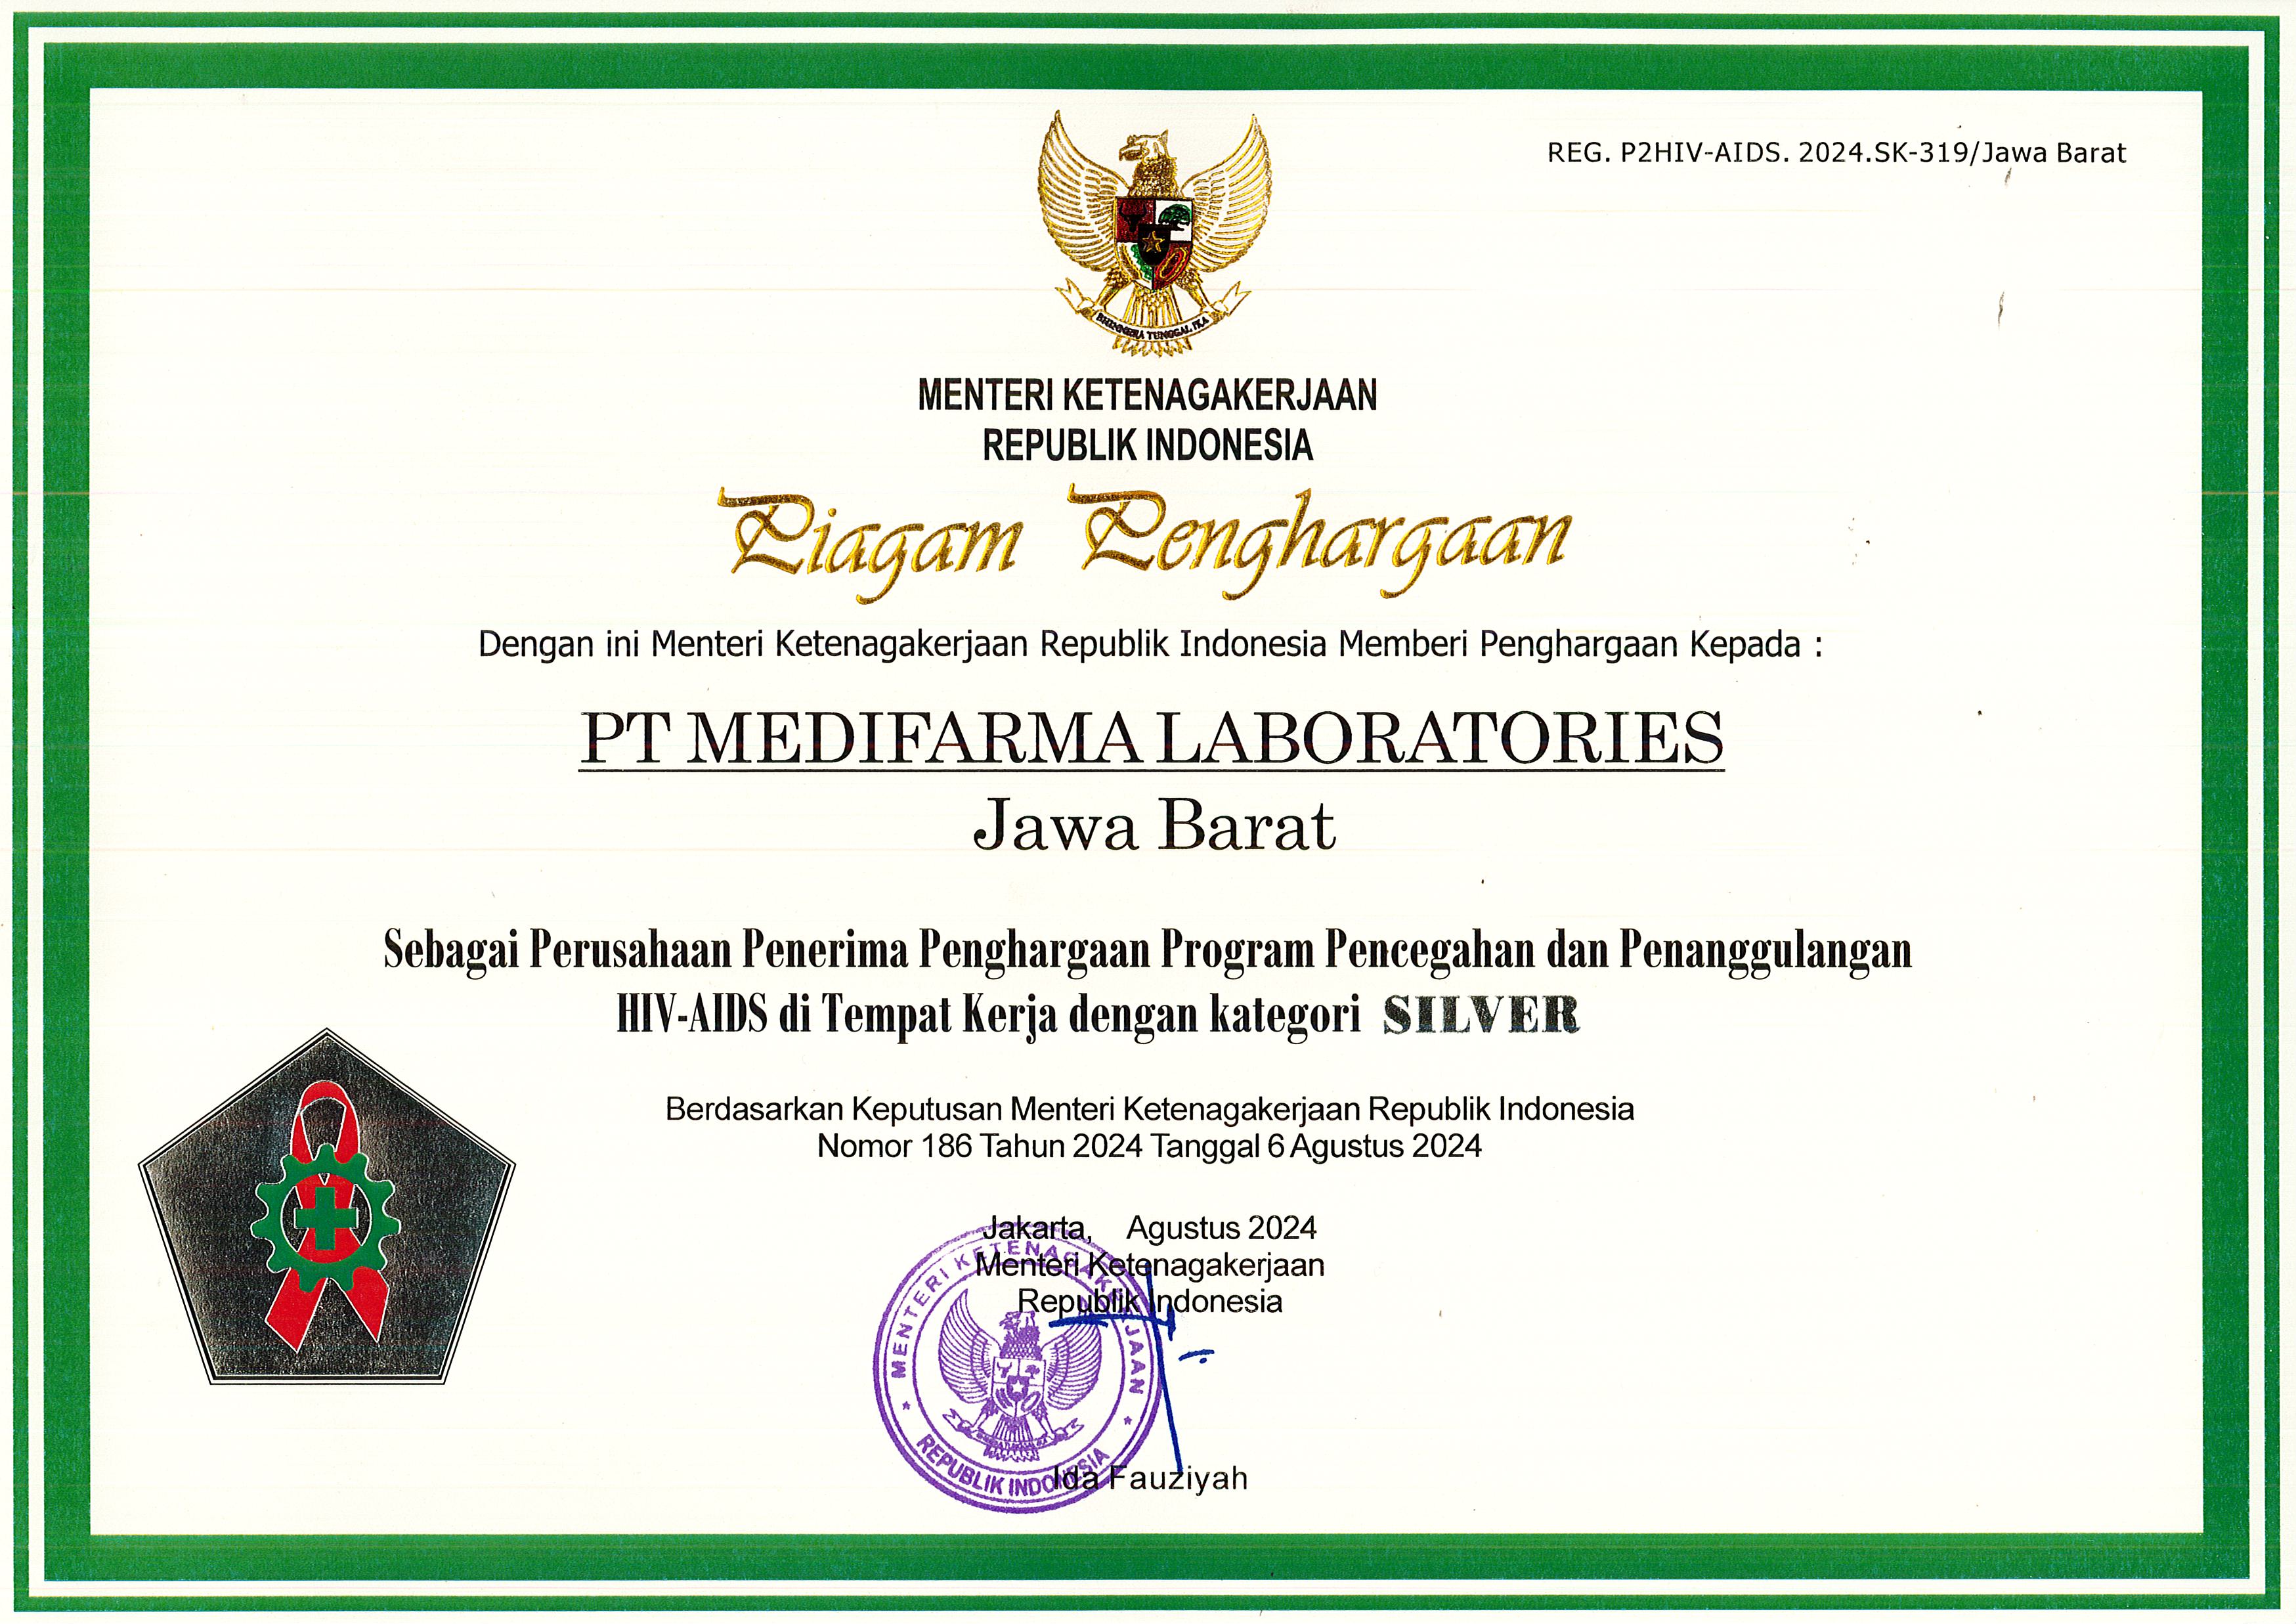 REG. P2HIV-AIDS. 2024.SK-319/Jawa Barat
BHINNEKA TUNGGAL IKA
MENTERI KETENAGAKERJAAN
REPUBLIK INDONESIA
Piagam Penghargaan
Dengan ini Menteri Ketenagakerjaan Republik Indonesia Memberi Penghargaan Kepada :
PT MEDIFARMA LABORATORIES
Jawa Barat
Sebagai Perusahaan Penerima Penghargaan Program Pencegahan dan Penanggulangan
HIV-AIDS di Tempat Kerja dengan kategori SILVER
Berdasarkan Keputusan Menteri Ketenagakerjaan Republik Indonesia
Nomor 186 Tahun 2024 Tanggal 6 Agustus 2024
Jakarta, Agustus 2024
Menteri Ketenagakerjaan
Republik Indonesia
MENTERI KETENAGAKERJAAN
REPUBLIK INDONESIA
Ida Fauziyah